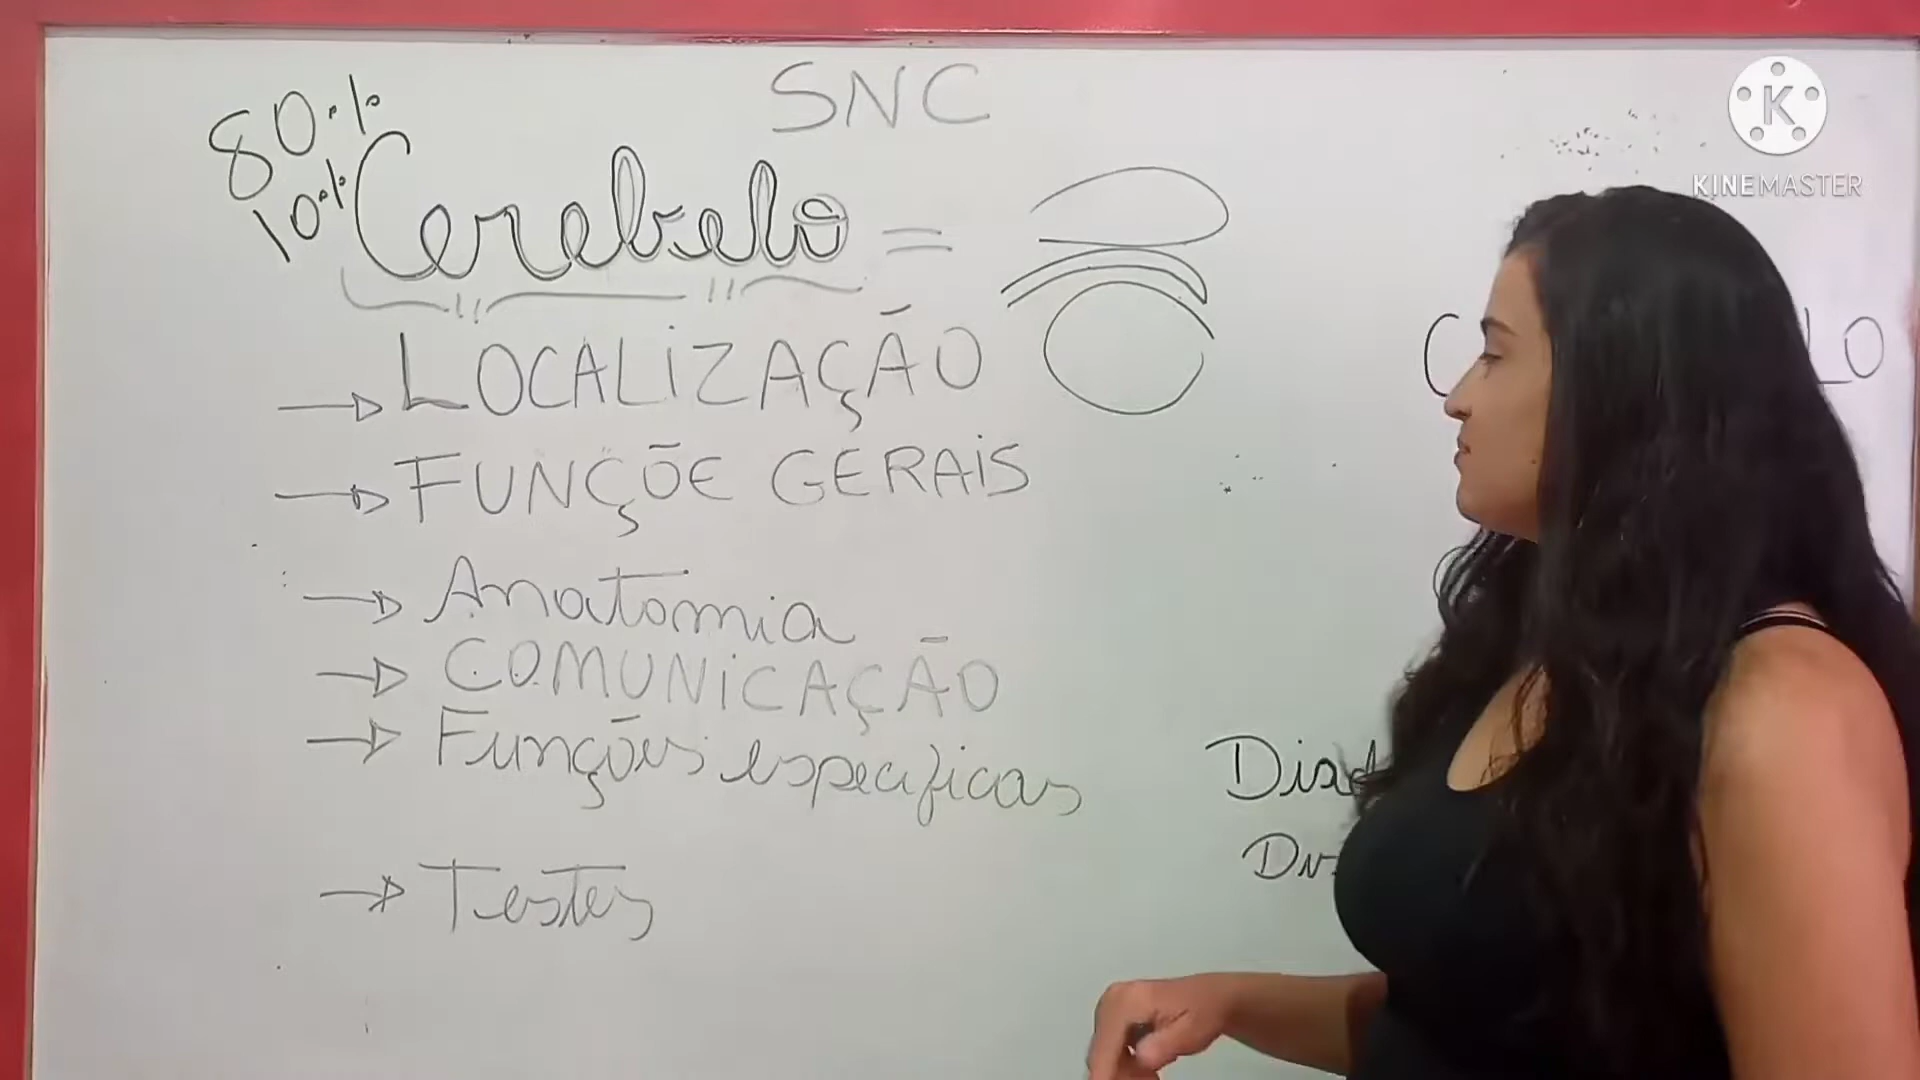 SNC
80%
10%
Cerebelo =
→ LOCALIZAÇÃO
→ FUNÇÕE GERAIS
→ Anatomia
→ COMUNICAÇÃO
→ Funções especificas
→ Testes
KINEMASTER